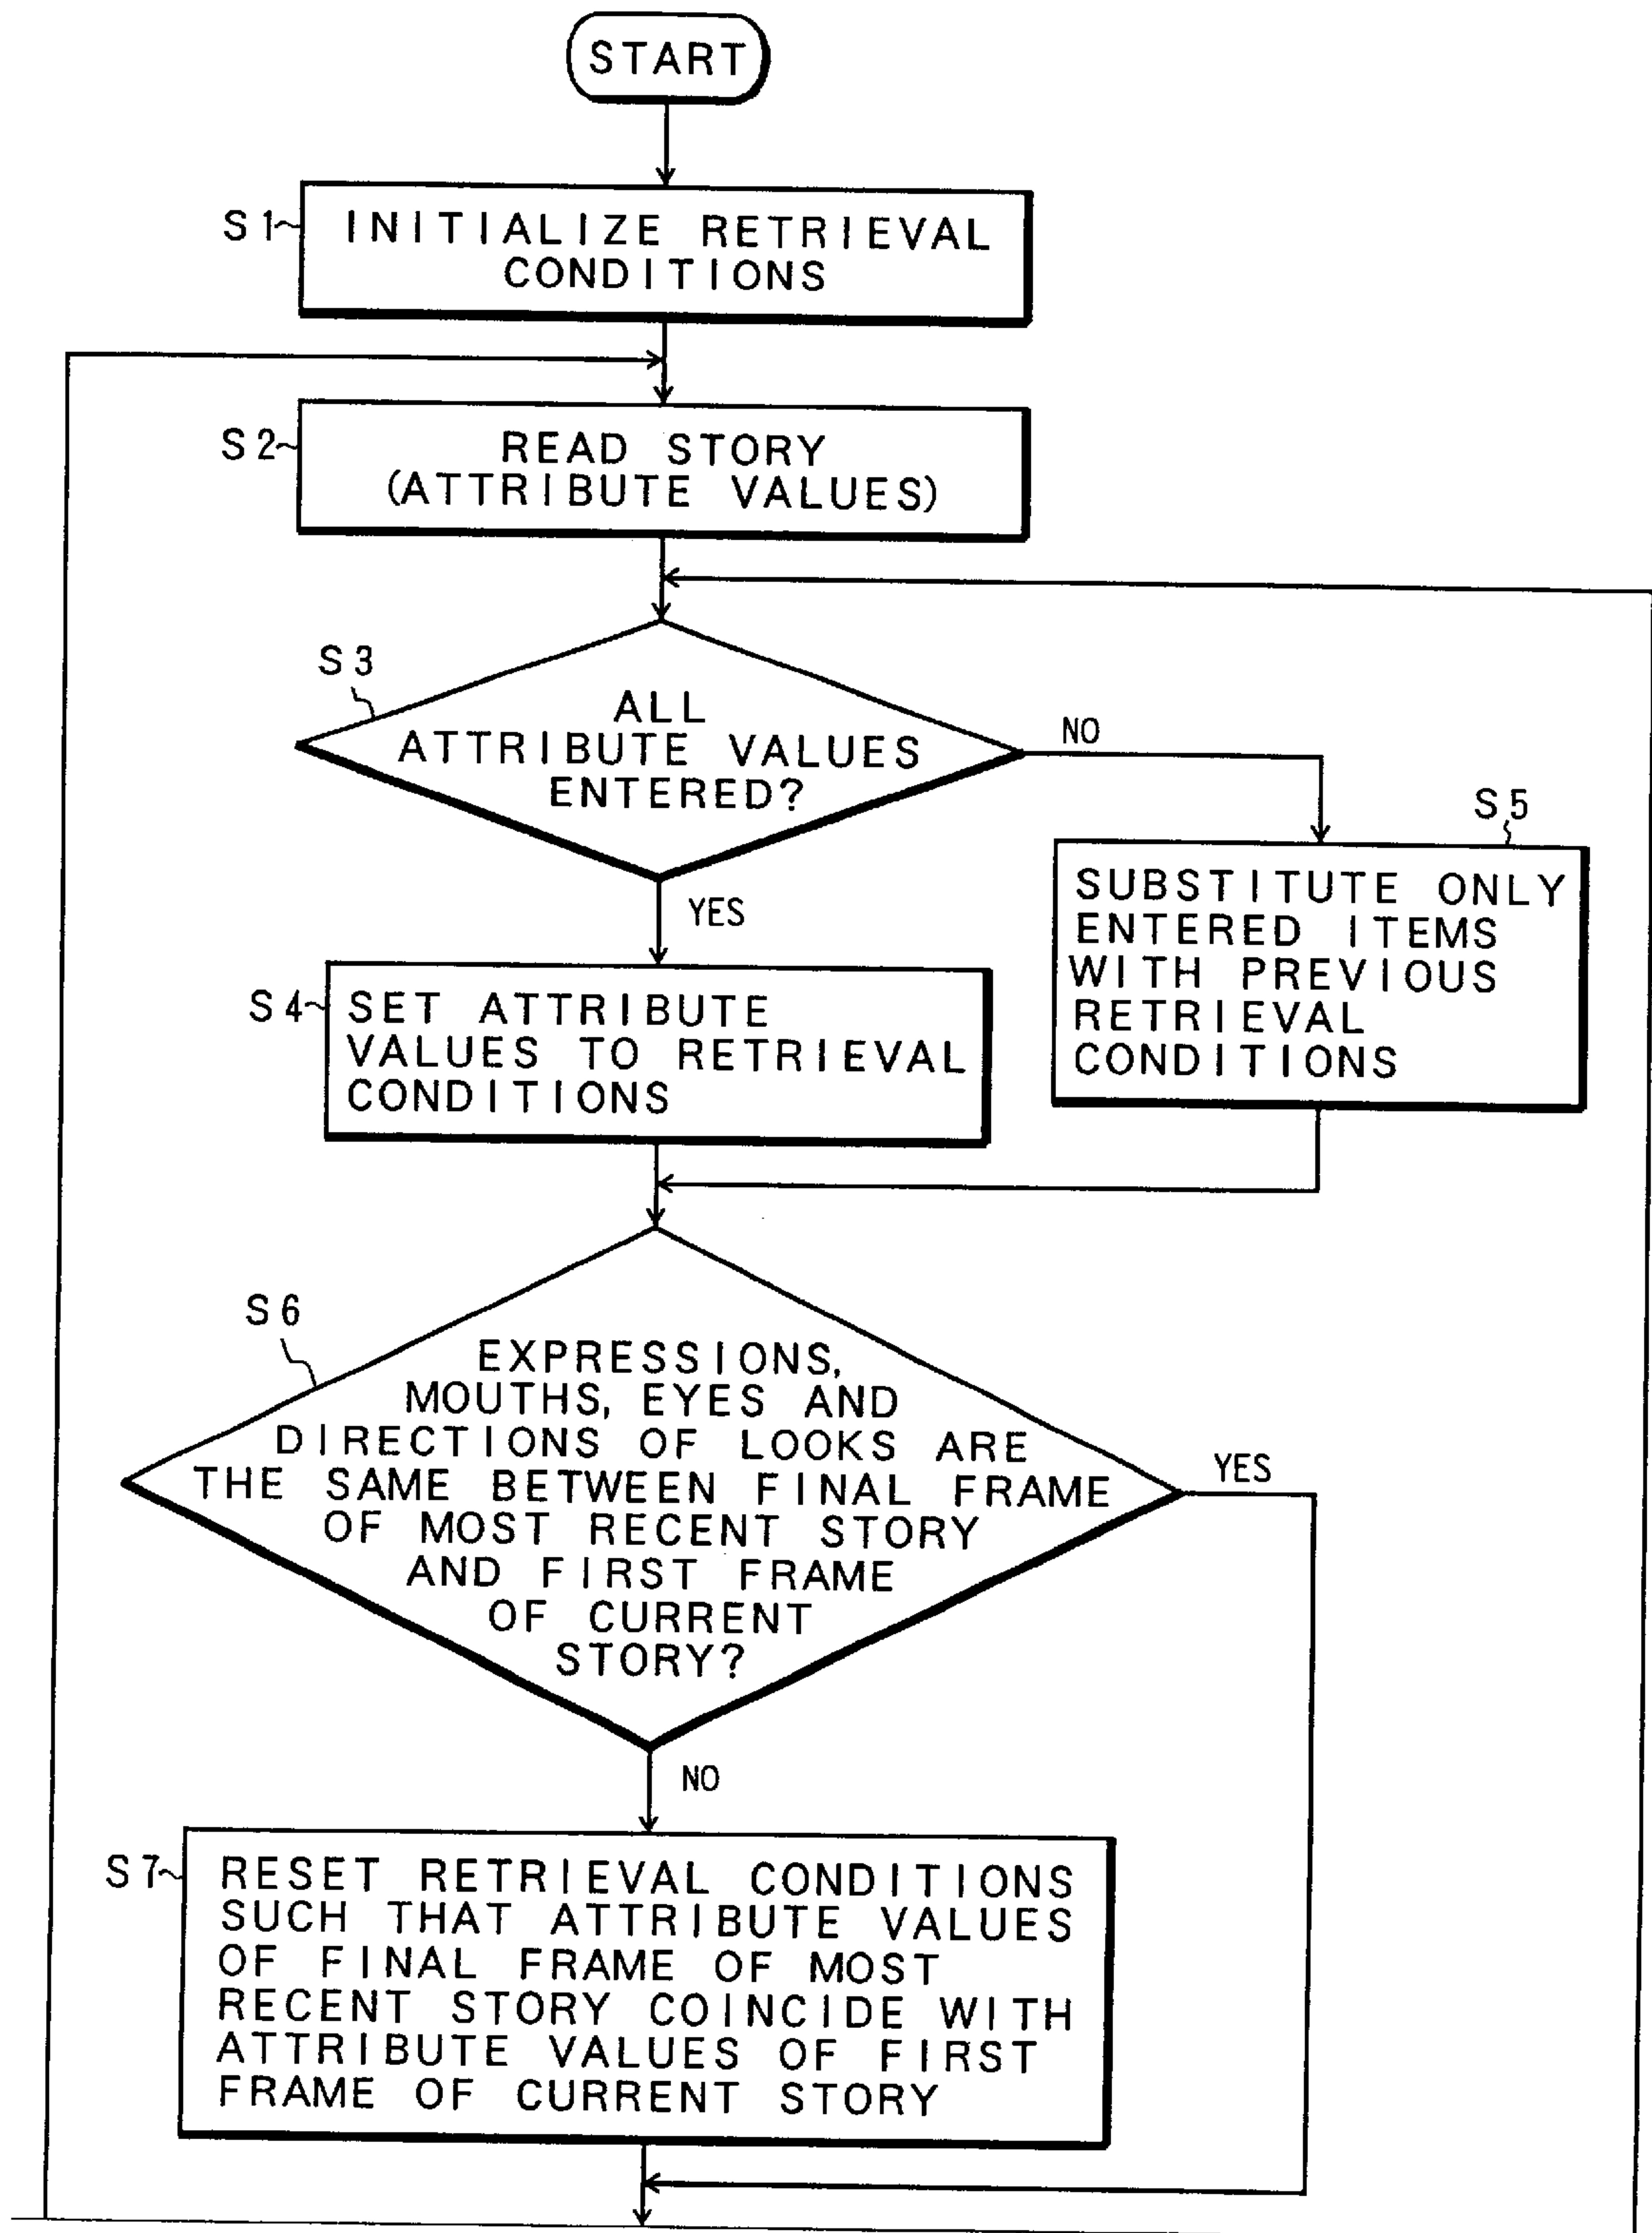 START
S1
INITIALIZE RETRIEVAL
CONDITIONS
S2
READ STORY
(ATTRIBUTE VALUES)
S3
ALL
ATTRIBUTE VALUES
ENTERED?
NO
YES
S5
SUBSTITUTE ONLY
ENTERED ITEMS
WITH PREVIOUS
RETRIEVAL
CONDITIONS
S4
SET ATTRIBUTE
VALUES TO RETRIEVAL
CONDITIONS
S6
EXPRESSIONS,
MOUTHS, EYES AND
DIRECTIONS OF LOOKS ARE
THE SAME BETWEEN FINAL FRAME
OF MOST RECENT STORY
AND FIRST FRAME
OF CURRENT
STORY?
YES
NO
S7
RESET RETRIEVAL CONDITIONS
SUCH THAT ATTRIBUTE VALUES
OF FINAL FRAME OF MOST
RECENT STORY COINCIDE WITH
ATTRIBUTE VALUES OF FIRST
FRAME OF CURRENT STORY